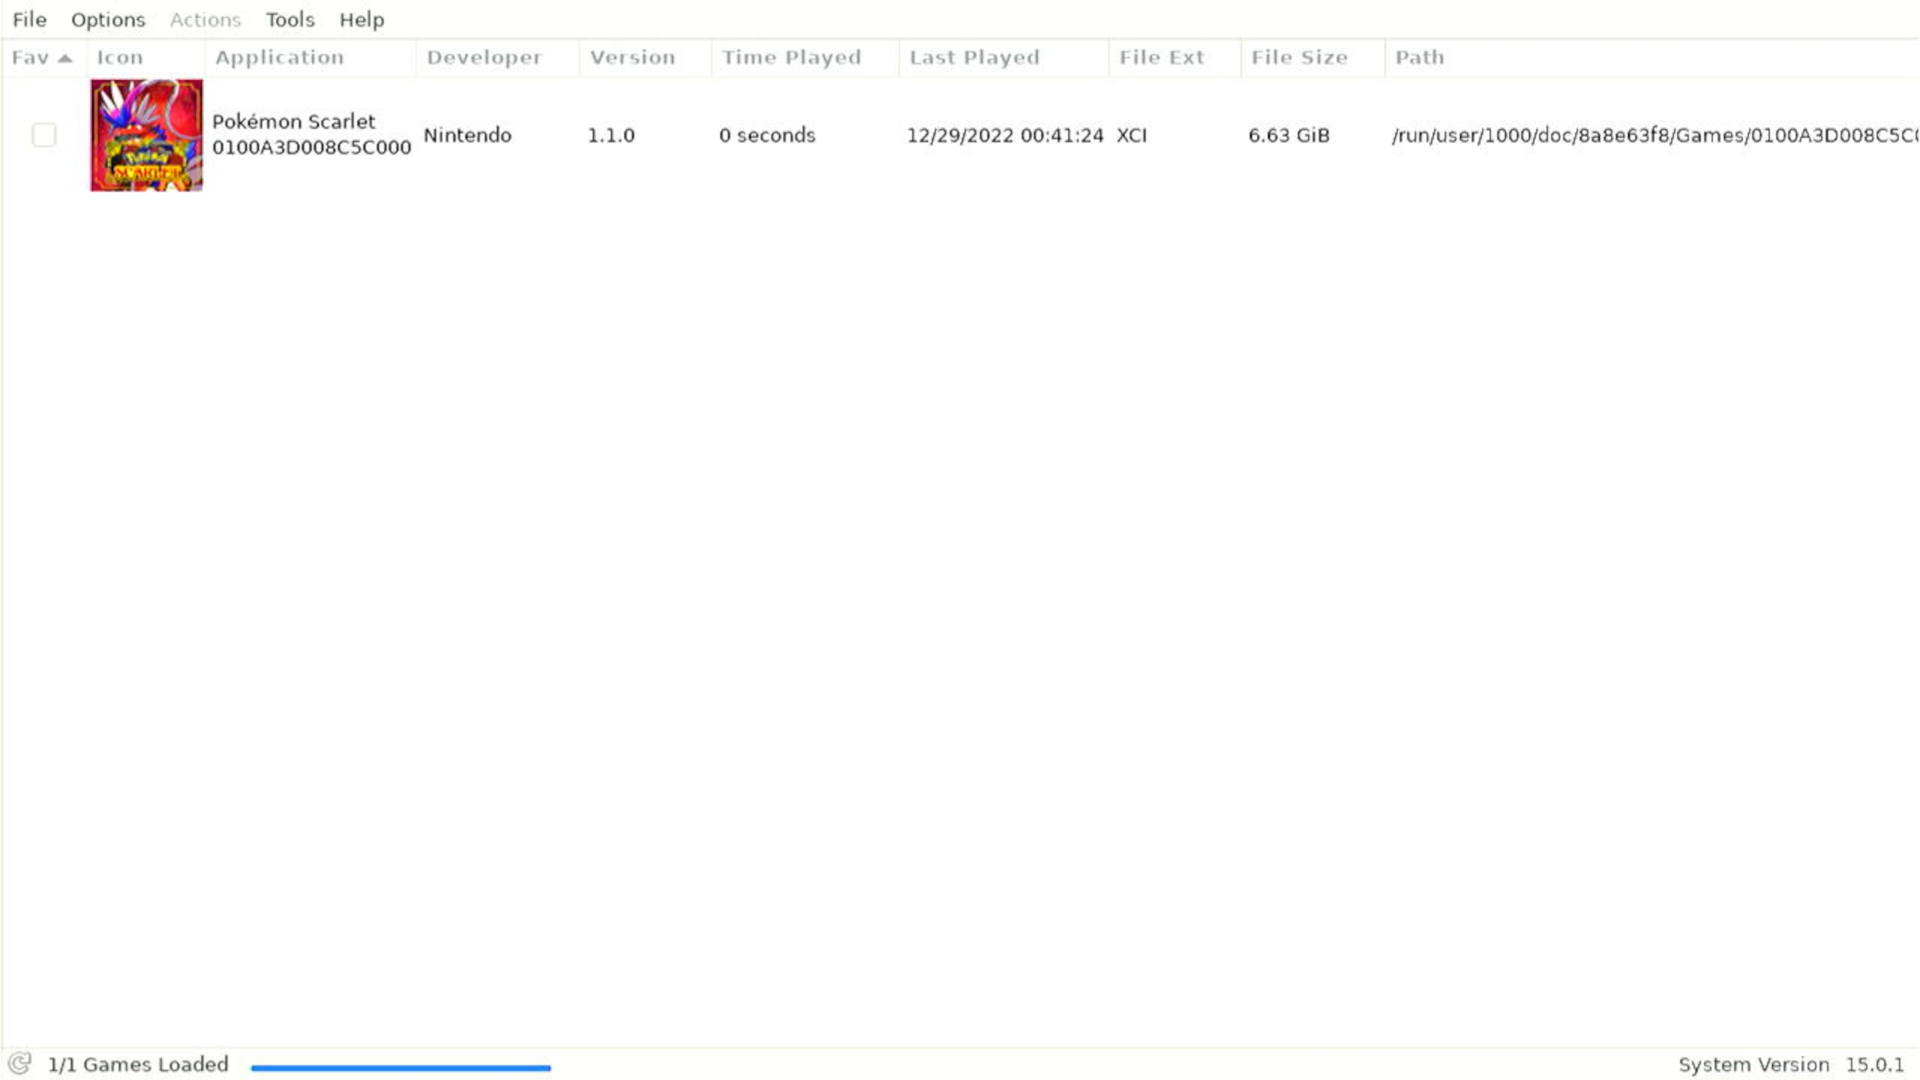 File Options Actions Tools Help
Fav Icon Application Developer Version Time Played Last Played File Ext File Size Path
Pokémon Scarlet
0100A3D008C5C000 Nintendo 1.1.0 0 seconds 12/29/2022 00:41:24 XCI 6.63 GiB /run/user/1000/doc/8a8e63f8/Games/0100A3D008C5C
Pokémon
SCARLET
1/1 Games Loaded System Version 15.0.1